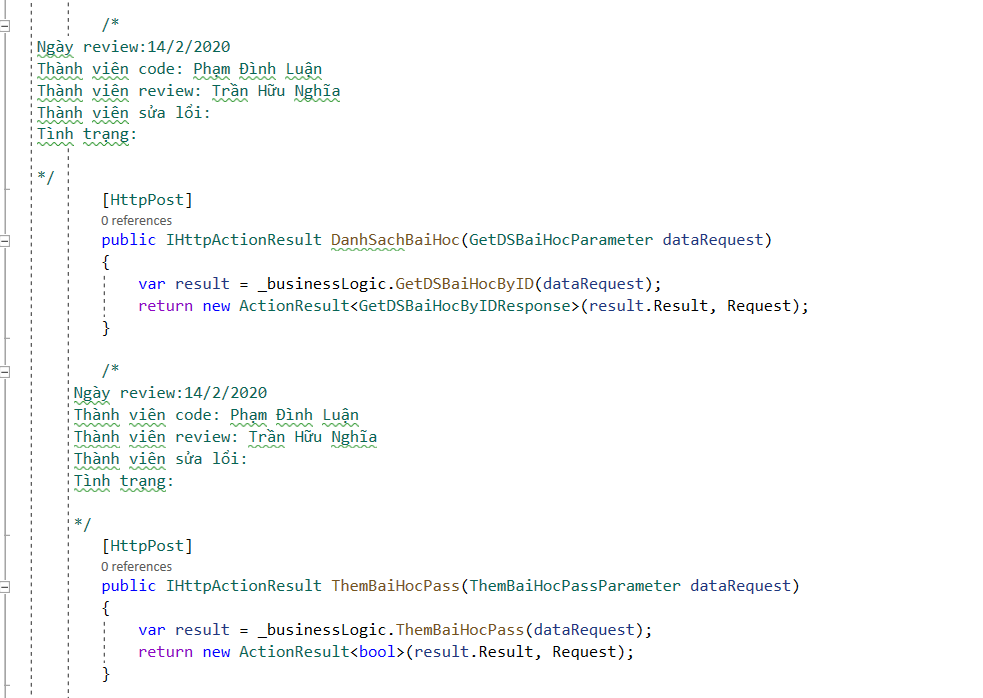 /*
Ngày review:14/2/2020
Thành viên code: Phạm Đình Luận
Thành viên review: Trần Hữu Nghĩa
Thành viên sửa lổi:
Tình trạng:
*/
[HttpPost]
0 references
public IHttpActionResult DanhSachBaiHoc(GetDSBaiHocParameter dataRequest)
{
var result = _businessLogic.GetDSBaiHocByID(dataRequest);
return new ActionResult<GetDSBaiHocByIDResponse>(result.Result, Request);
}
/*
Ngày review:14/2/2020
Thành viên code: Phạm Đình Luận
Thành viên review: Trần Hữu Nghĩa
Thành viên sửa lổi:
Tình trạng:
*/
[HttpPost]
0 references
public IHttpActionResult ThemBaiHocPass(ThemBaiHocPassParameter dataRequest)
{
var result = _businessLogic.ThemBaiHocPass(dataRequest);
return new ActionResult<bool>(result.Result, Request);
}